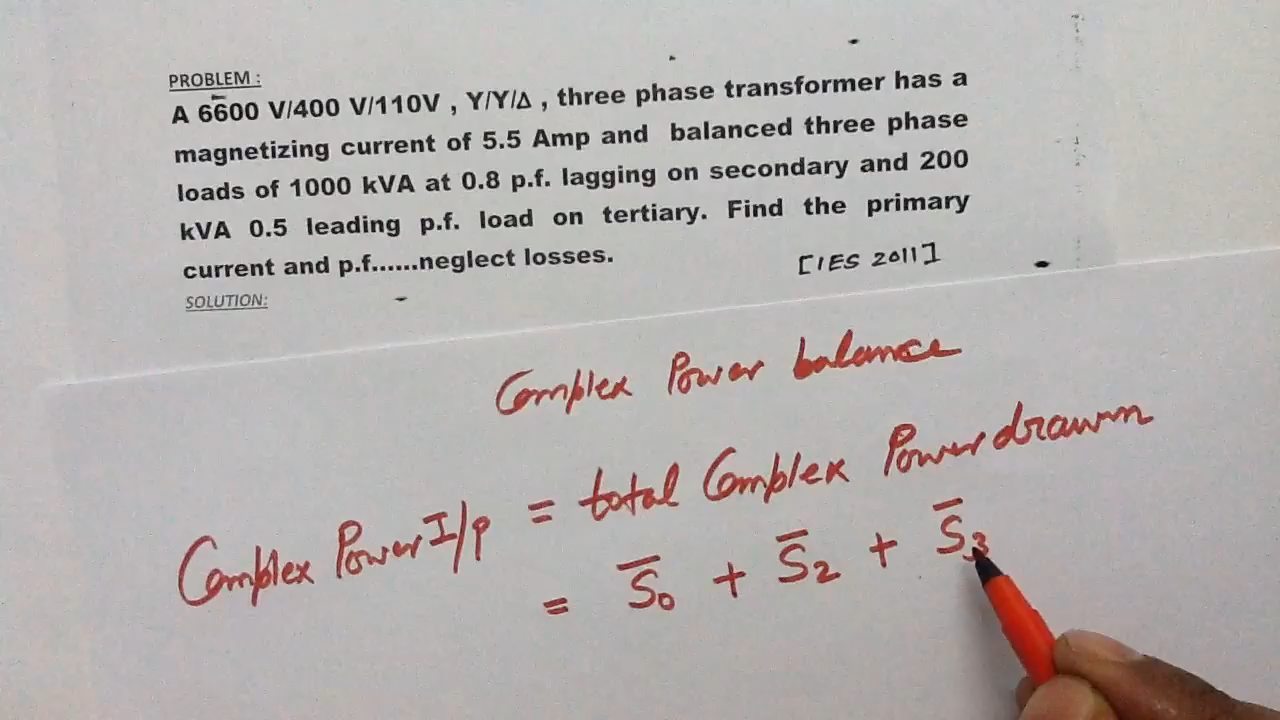 PROBLEM :
A 6600 V/400 V/110V , Y/Y/Δ , three phase transformer has a
magnetizing current of 5.5 Amp and balanced three phase
loads of 1000 kVA at 0.8 p.f. lagging on secondary and 200
kVA 0.5 leading p.f. load on tertiary. Find the primary
current and p.f......neglect losses.
[IES 2011]
SOLUTION:
Complex Power balance
Complex Power I/p = total Complex Power drawn
= S̅₀ + S̅₂ + S̅₃